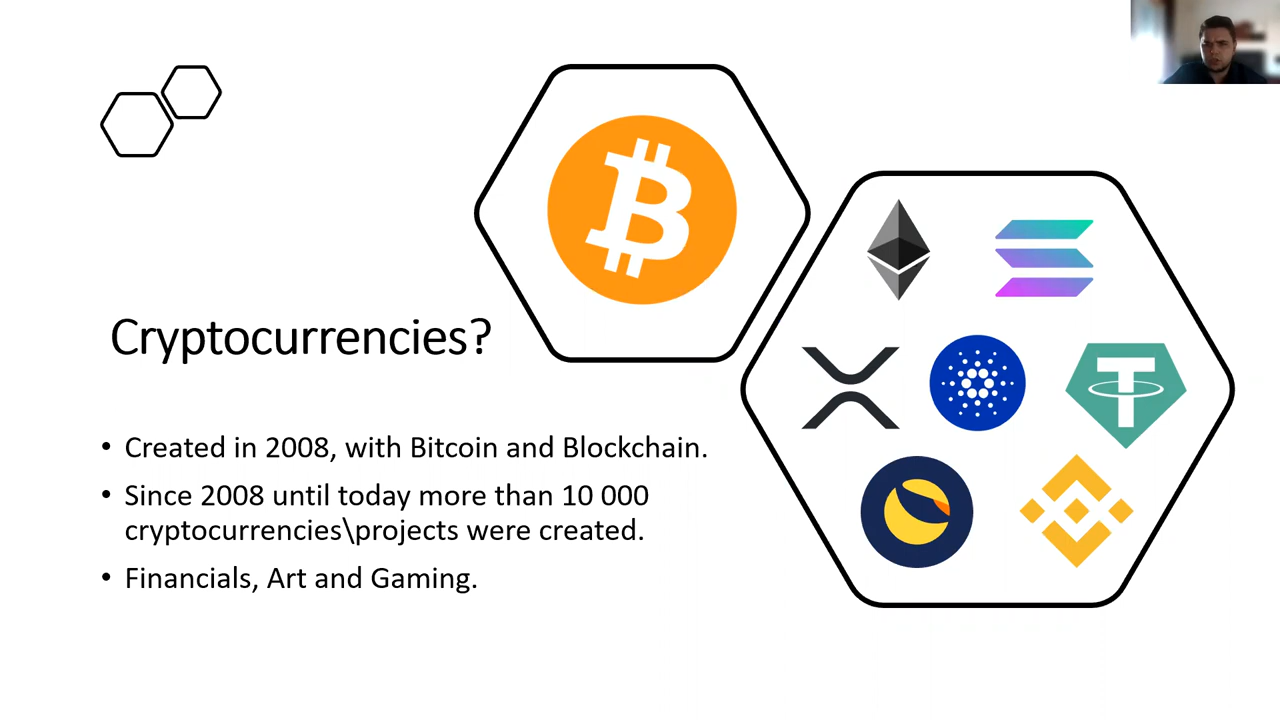 Cryptocurrencies?
• Created in 2008, with Bitcoin and Blockchain.
• Since 2008 until today more than 10 000
cryptocurrencies\projects were created.
• Financials, Art and Gaming.